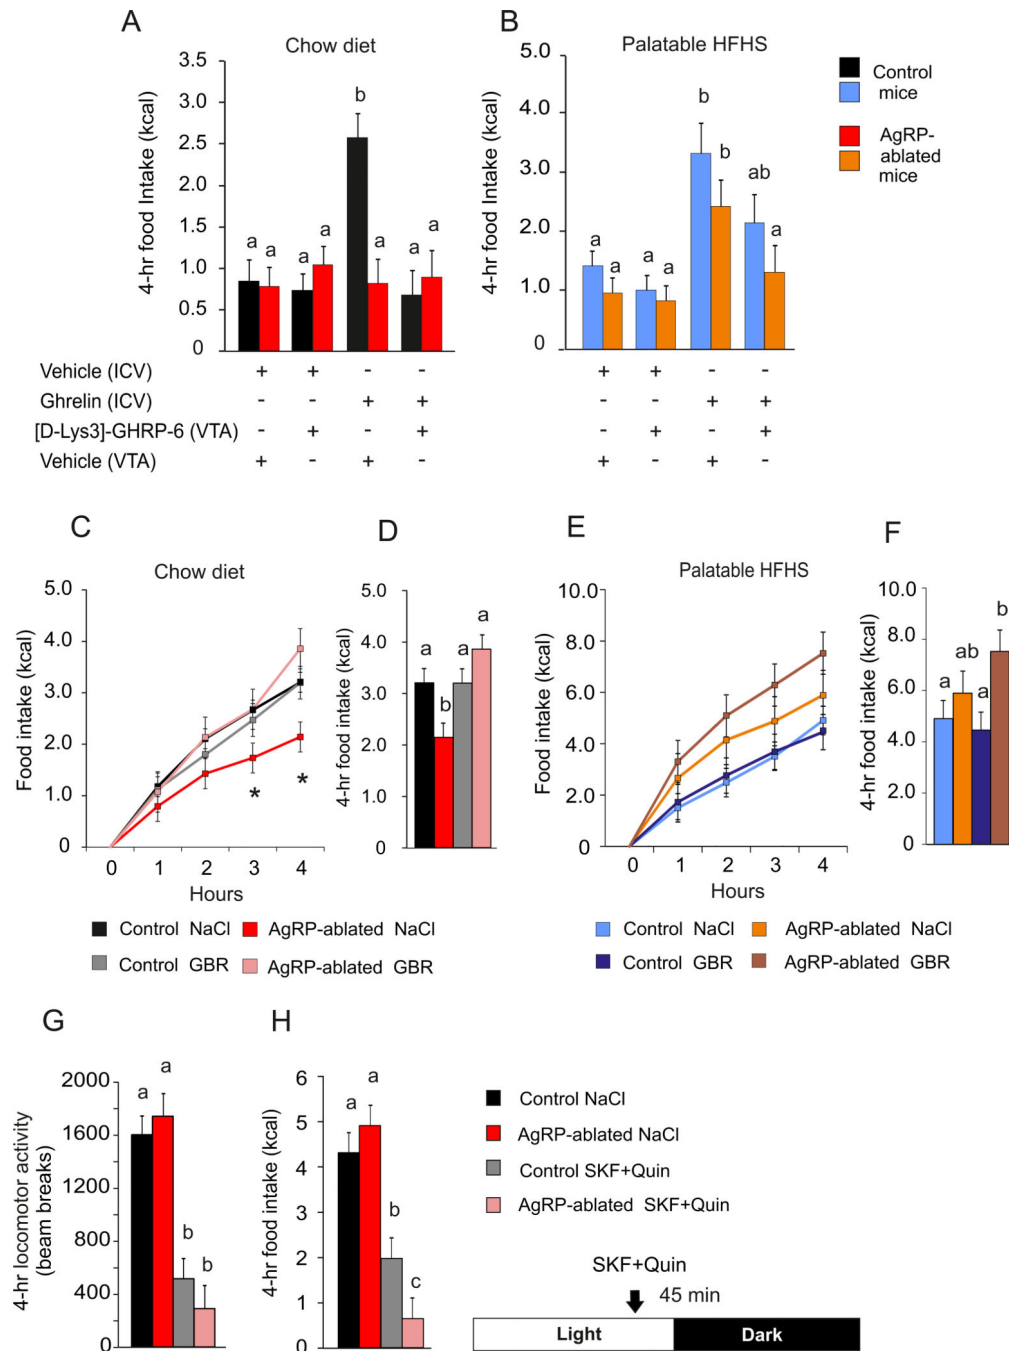 A
Chow diet
4-hr food Intake (kcal)
3.5
3.0
2.5
2.0
1.5
1.0
0.5
0
a a a a b a a a
B
Palatable HFHS
4-hr food intake (kcal)
5.0
4.0
3.0
2.0
1.0
0
a a a a b b ab a
Control
mice
AgRP-
ablated
mice
Vehicle (ICV) + + - - + + - -
Ghrelin (ICV) - - + + - - + +
[D-Lys3]-GHRP-6 (VTA) - + - + - + - +
Vehicle (VTA) + - + - + - + -
C
Chow diet
Food intake (kcal)
5.0
4.0
3.0
2.0
1.0
0
* *
0 1 2 3 4
Hours
D
4-hr food intake (kcal)
5.0
4.0
3.0
2.0
1.0
0
a b a a
E
Palatable HFHS
Food intake (kcal)
10.0
8.0
6.0
4.0
2.0
0
0 1 2 3 4
Hours
F
4-hr food intake (kcal)
10.0
8.0
6.0
4.0
2.0
0
a ab a b
Control NaCl AgRP-ablated NaCl
Control GBR AgRP-ablated GBR
Control NaCl AgRP-ablated NaCl
Control GBR AgRP-ablated GBR
G
4-hr locomotor activity
(beam breaks)
2000
1600
1200
800
400
0
a a b b
H
4-hr food intake (kcal)
6
5
4
3
2
1
0
a a b c
Control NaCl
AgRP-ablated NaCl
Control SKF+Quin
AgRP-ablated SKF+Quin
SKF+Quin
45 min
Light Dark